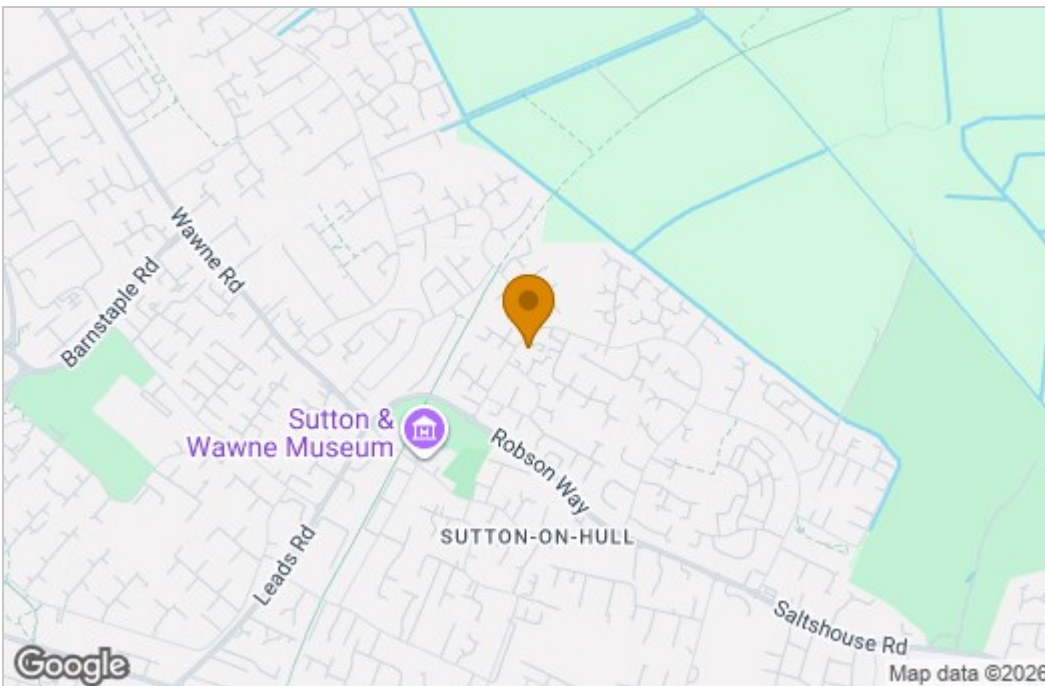 Wawne Rd
Barnstaple Rd
Sutton &
Wawne Museum
Robson Way
SUTTON-ON-HULL
Leads Rd
Saltshouse Rd
Google
Map data ©2026